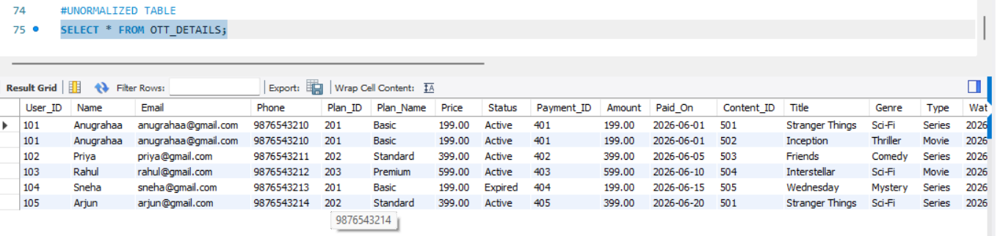 74 #UNORMALIZED TABLE
75 SELECT * FROM OTT_DETAILS;
Result Grid Filter Rows: Export: Wrap Cell Content: IA
User_ID Name Email Phone Plan_ID Plan_Name Price Status Payment_ID Amount Paid_On Content_ID Title Genre Type Wat
101 Anugrahaa anugrahaa@gmail.com 9876543210 201 Basic 199.00 Active 401 199.00 2026-06-01 501 Stranger Things Sci-Fi Series 2026
101 Anugrahaa anugrahaa@gmail.com 9876543210 201 Basic 199.00 Active 401 199.00 2026-06-01 502 Inception Thriller Movie 2026
102 Priya priya@gmail.com 9876543211 202 Standard 399.00 Active 402 399.00 2026-06-05 503 Friends Comedy Series 2026
103 Rahul rahul@gmail.com 9876543212 203 Premium 599.00 Active 403 599.00 2026-06-10 504 Interstellar Sci-Fi Movie 2026
104 Sneha sneha@gmail.com 9876543213 201 Basic 199.00 Expired 404 199.00 2026-06-15 505 Wednesday Mystery Series 2026
105 Arjun arjun@gmail.com 9876543214 202 Standard 399.00 Active 405 399.00 2026-06-20 501 Stranger Things Sci-Fi Series 2026
9876543214